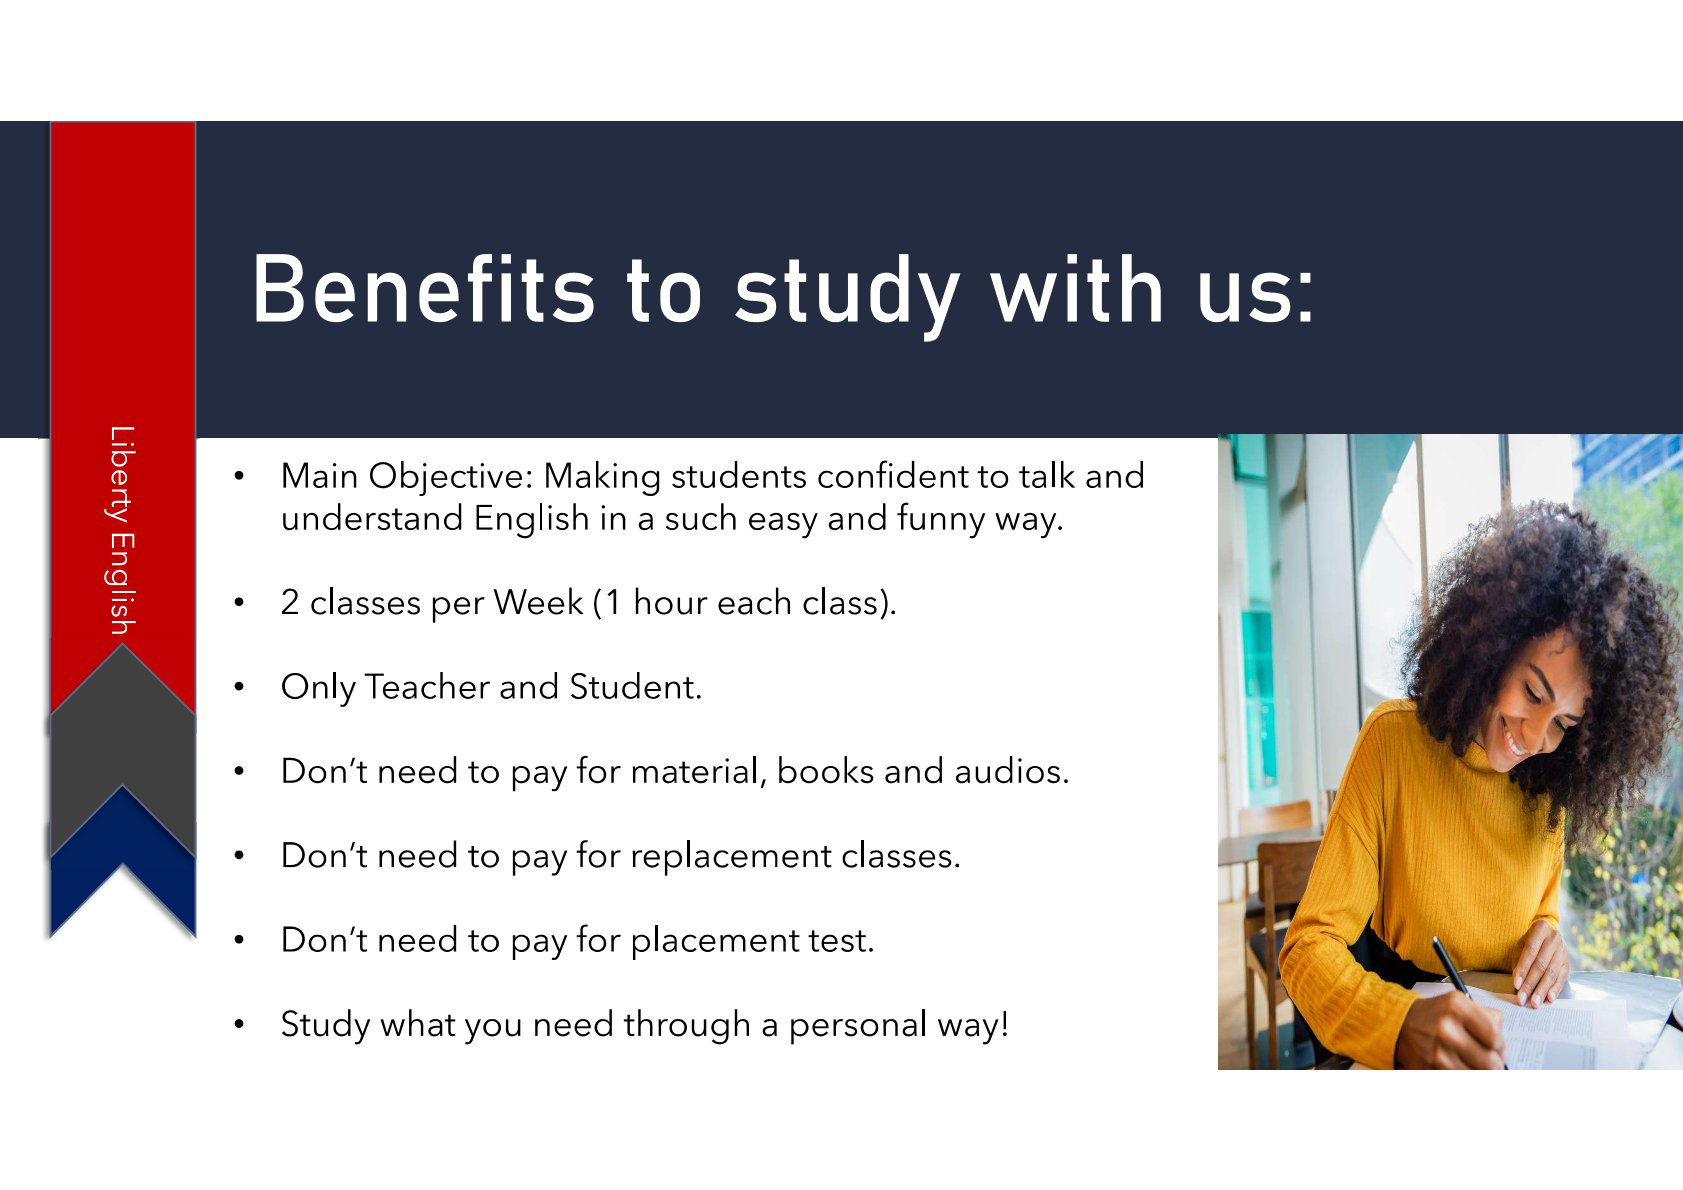 Benefits to study with us:
Liberty English
• Main Objective: Making students confident to talk and
understand English in a such easy and funny way.
• 2 classes per Week (1 hour each class).
• Only Teacher and Student.
• Don’t need to pay for material, books and audios.
• Don’t need to pay for replacement classes.
• Don’t need to pay for placement test.
• Study what you need through a personal way!